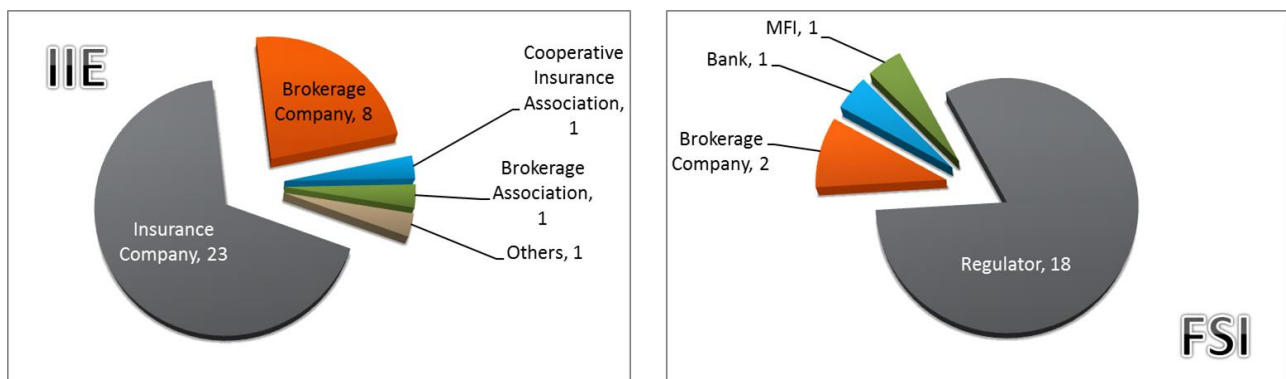 IIE
Brokerage
Company, 8
Cooperative
Insurance
Association,
1
Brokerage
Association,
1
Others, 1
Insurance
Company, 23
MFI, 1
Bank, 1
Brokerage
Company, 2
Regulator, 18
FSI